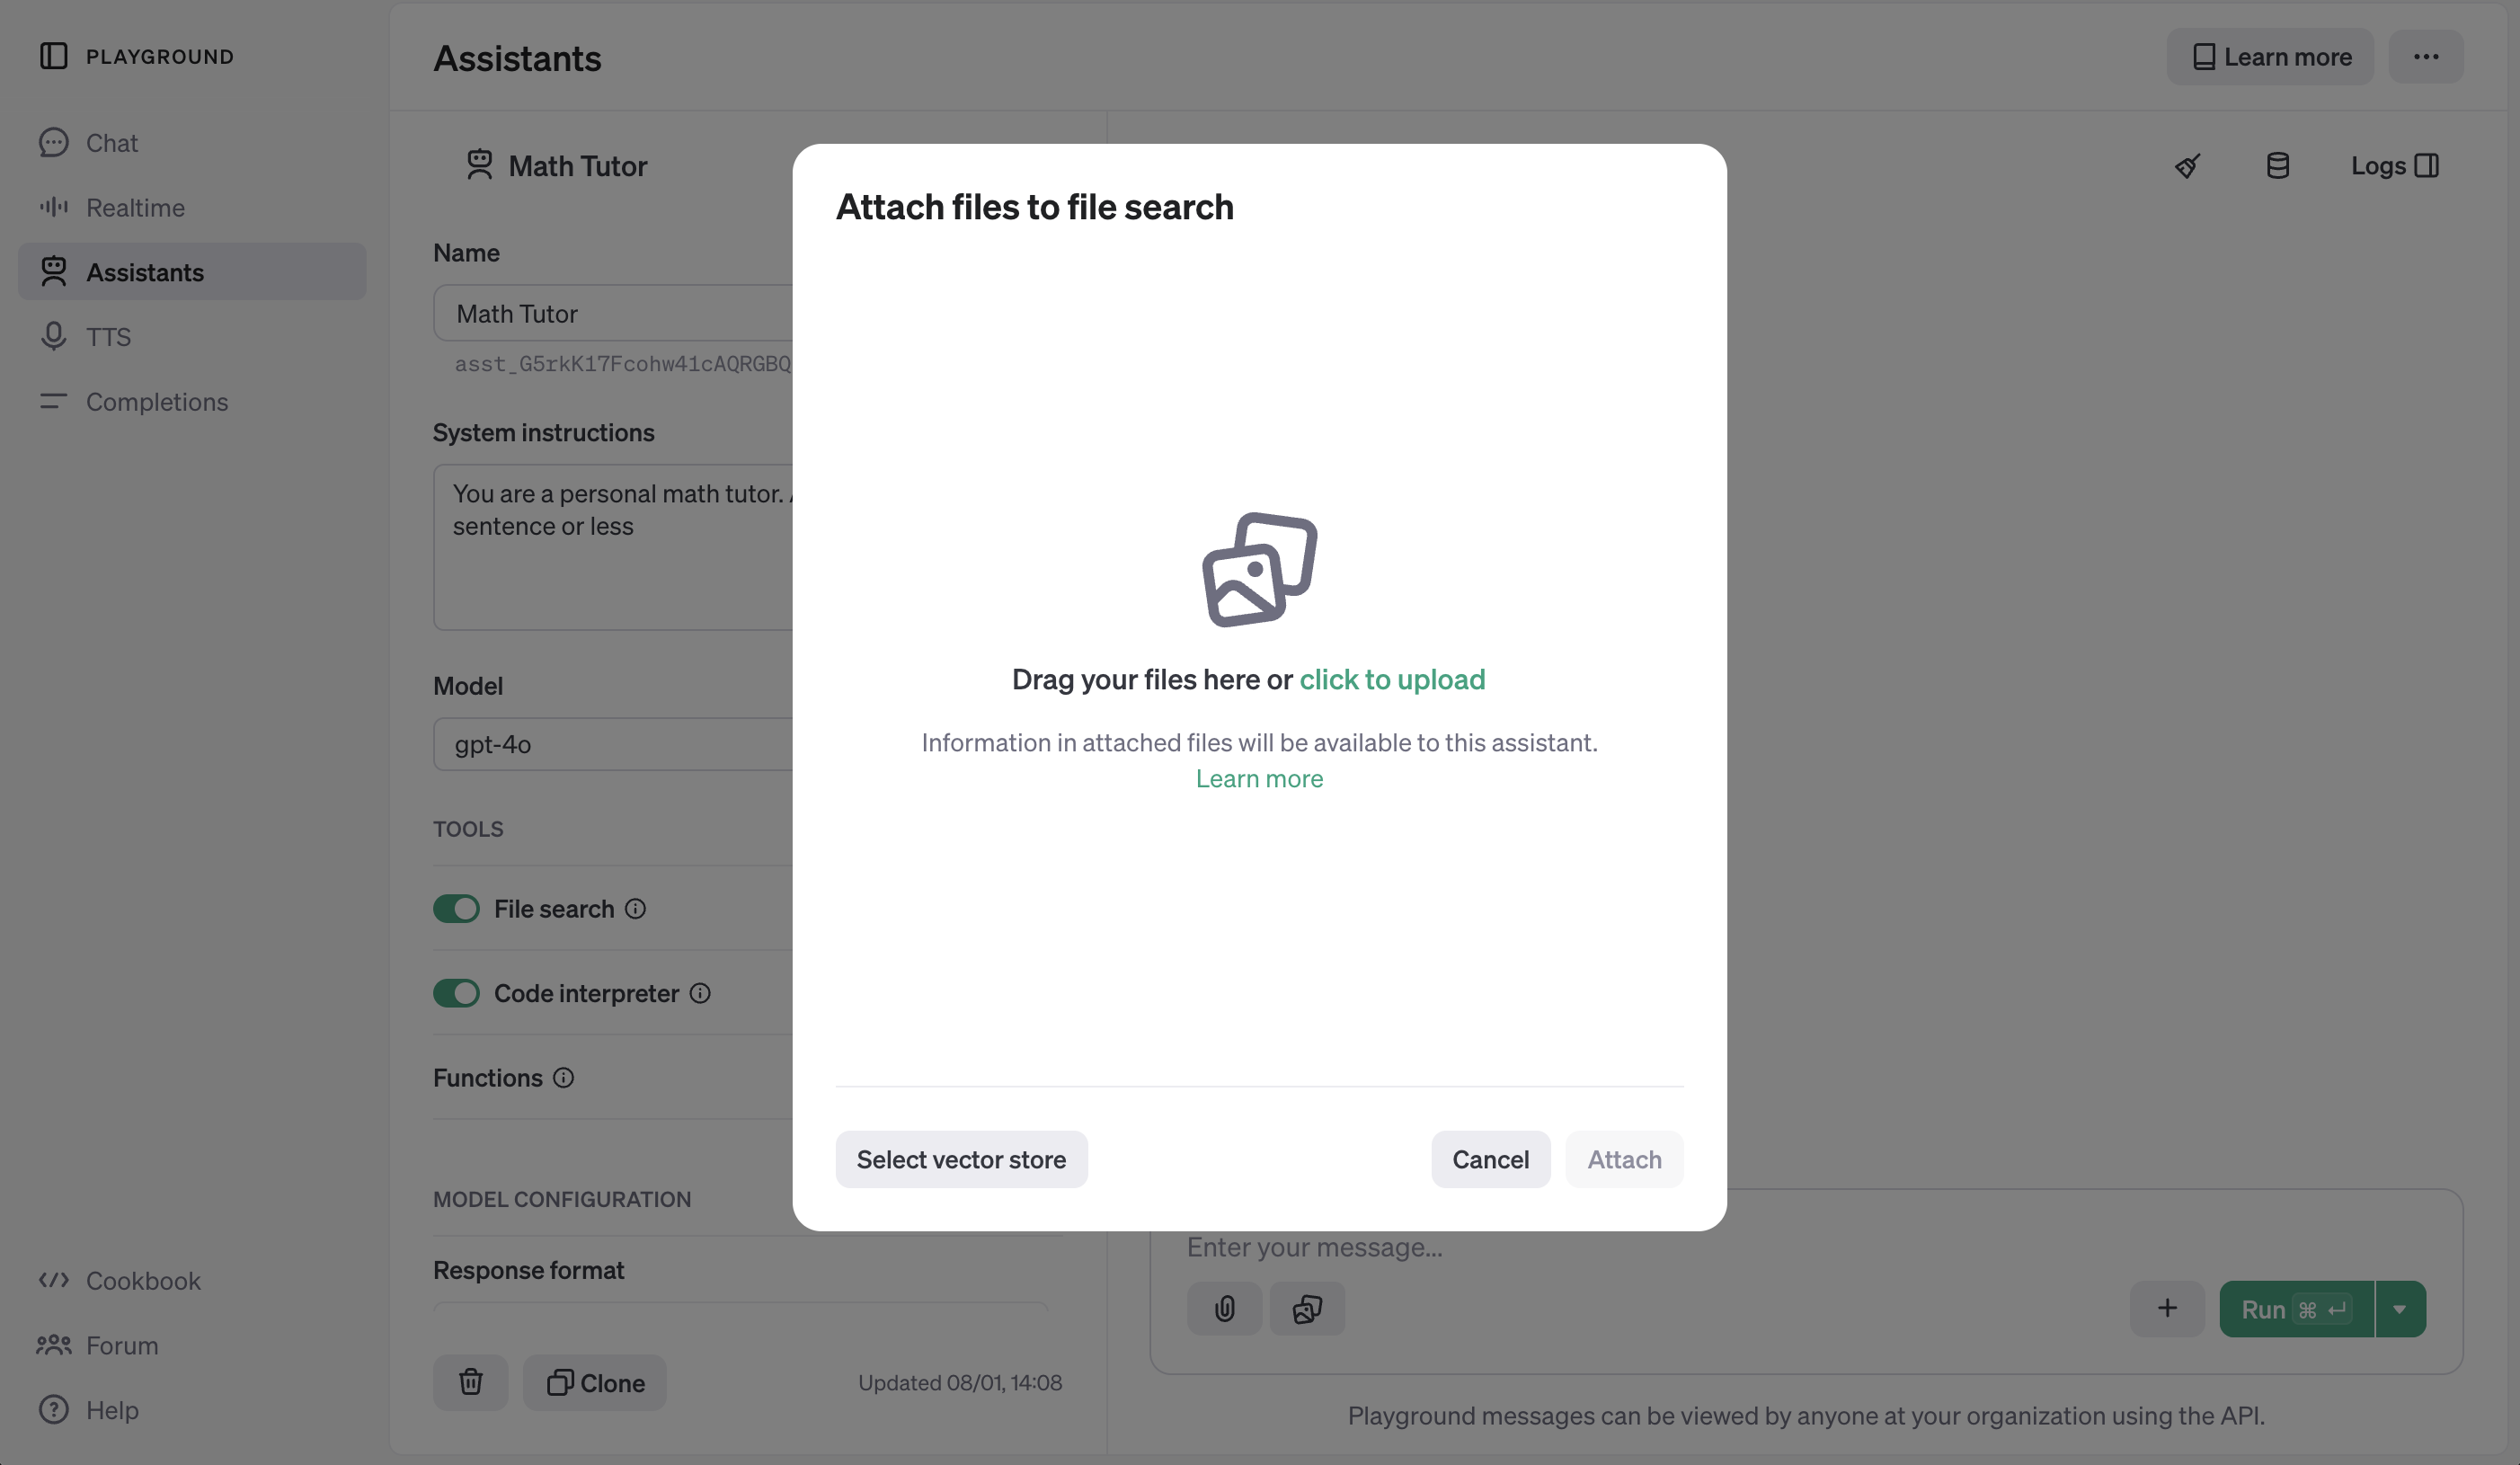 PLAYGROUND
Chat
Realtime
Assistants
TTS
Completions
Cookbook
Forum
Help
Assistants
Learn more
Math Tutor
Logs
Name
Math Tutor
asst_G5rkK17Fcohw41cAQRGBQ
System instructions
You are a personal math tutor.
sentence or less
Model
gpt-4o
TOOLS
File search
Code interpreter
Functions
MODEL CONFIGURATION
Response format
Clone
Updated 08/01, 14:08
Attach files to file search
Drag your files here or click to upload
Information in attached files will be available to this assistant.
Learn more
Select vector store
Cancel
Attach
Enter your message...
Run ⌘ ↵
Playground messages can be viewed by anyone at your organization using the API.